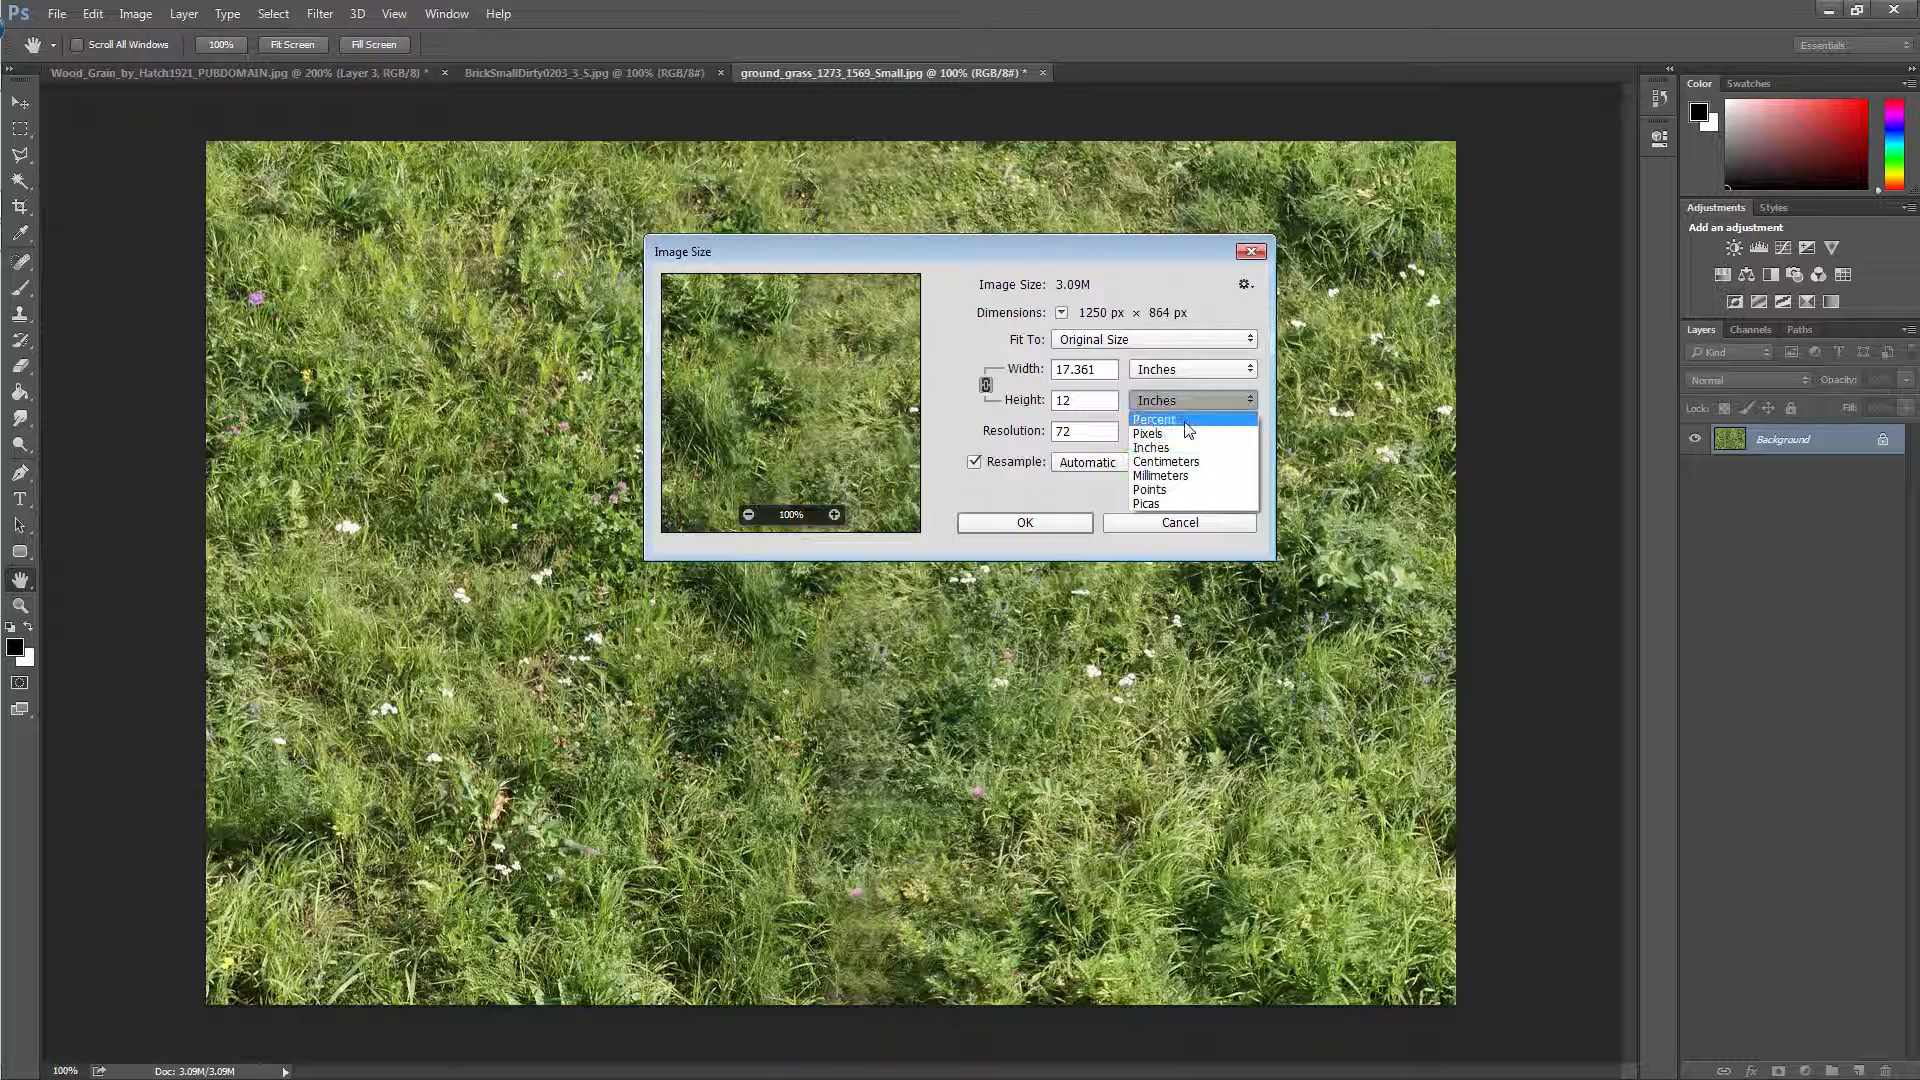 Ps File Edit Image Layer Type Select Filter 3D View Window Help
Scroll All Windows 100% Fit Screen Fill Screen Essentials
Wood_Grain_by_Hatch1921_PUBDOMAIN.jpg @ 200% (Layer 3, RGB/8) * BrickSmallDirty0203_3_S.jpg @ 100% (RGB/8#) ground_grass_1273_1569_Small.jpg @ 100% (RGB/8#) *
Color Swatches
Adjustments Styles
Add an adjustment
Layers Channels Paths
Kind
Normal Opacity:
Lock: Fill:
Background
Image Size
Image Size: 3.09M
Dimensions: 1250 px × 864 px
Fit To: Original Size
Width: 17.361 Inches
Height: 12 Inches
Resolution: 72
Resample: Automatic
Percent
Pixels
Inches
Centimeters
Millimeters
Points
Picas
100%
OK Cancel
100% Doc: 3.09M/3.09M